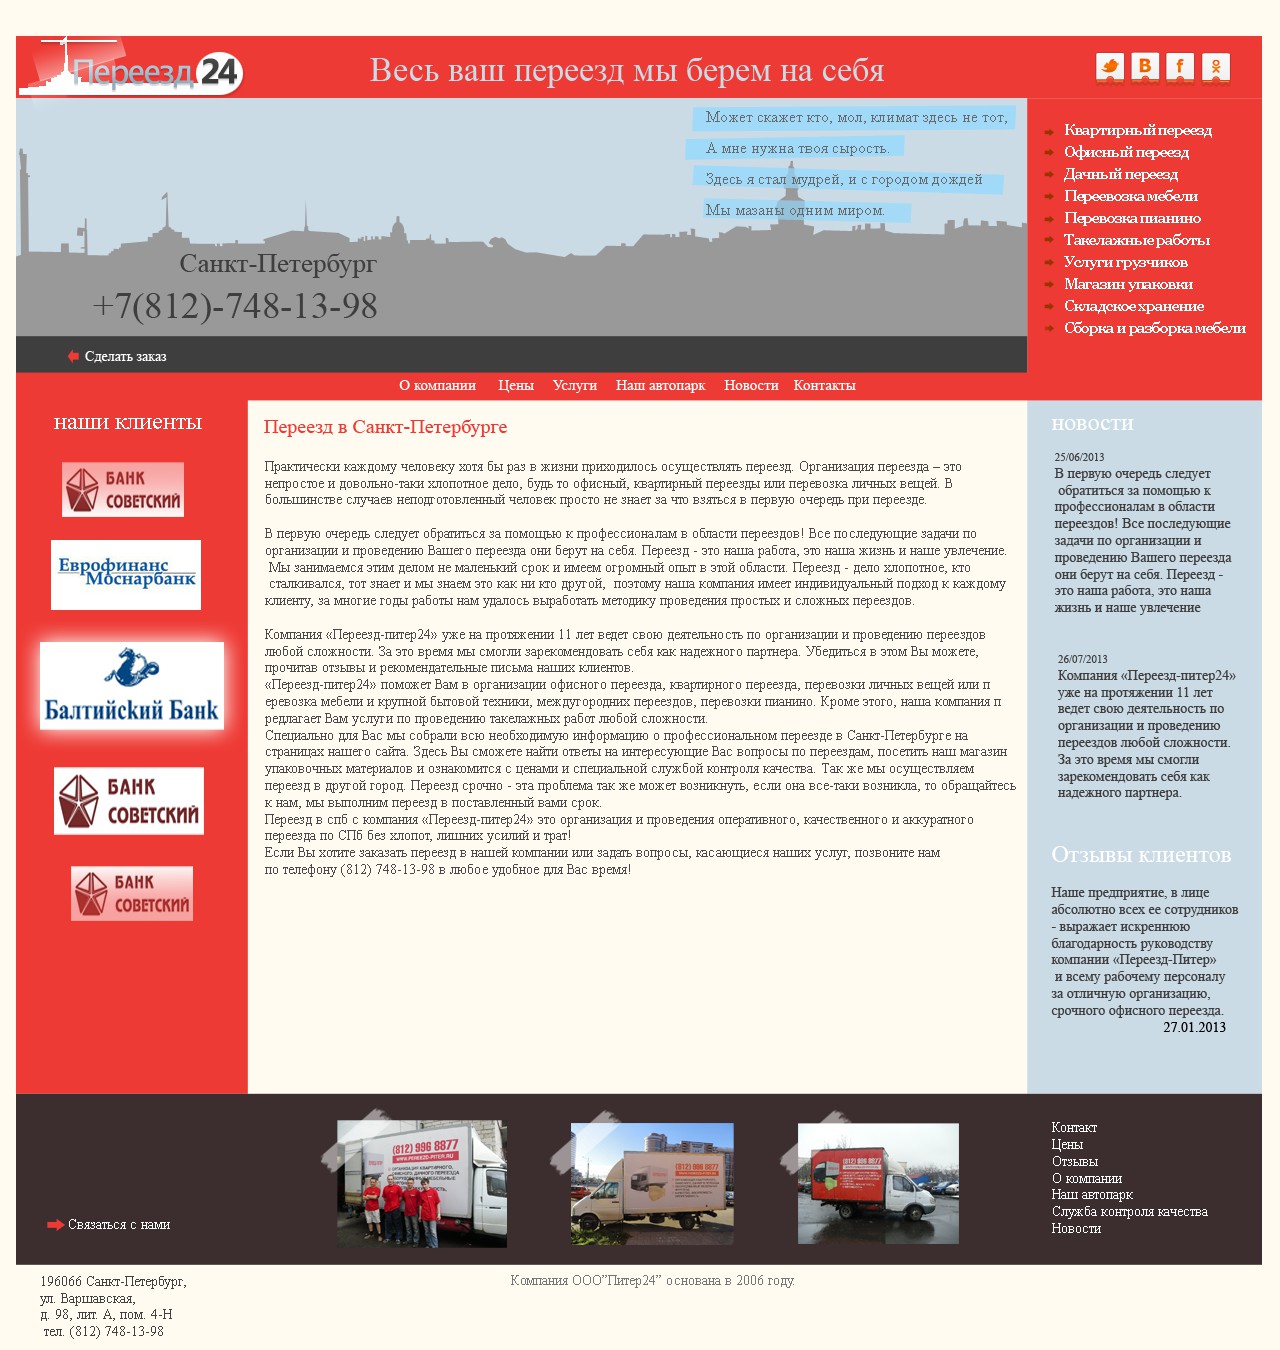 Переезд 24
Весь ваш переезд мы берем на себя
Может скажет кто, мол, климат здесь не тот,
А мне нужна твоя сырость.
Здесь я стал мудрей, и с городом дождей
Мы мазаны одним миром.
Санкт-Петербург
+7(812)-748-13-98
Сделать заказ
Квартирный переезд
Офисный переезд
Дачный переезд
Переевозка мебели
Перевозка пианино
Такелажные работы
Услуги грузчиков
Магазин упаковки
Складское хранение
Сборка и разборка мебели
О компании Цены Услуги Наш автопарк Новости Контакты
наши клиенты
БАНК
СОВЕТСКИЙ
Еврофинанс
Моснарбанк
Балтийский Банк
БАНК
СОВЕТСКИЙ
БАНК
СОВЕТСКИЙ
Переезд в Санкт-Петербурге
Практически каждому человеку хотя бы раз в жизни приходилось осуществлять переезд. Организация переезда – это
непростое и довольно-таки хлопотное дело, будь то офисный, квартирный переезды или перевозка личных вещей. В
большинстве случаев неподготовленный человек просто не знает за что взяться в первую очередь при переезде.
В первую очередь следует обратиться за помощью к профессионалам в области переездов! Все последующие задачи по
организации и проведению Вашего переезда они берут на себя. Переезд - это наша работа, это наша жизнь и наше увлечение.
Мы занимаемся этим делом не маленький срок и имеем огромный опыт в этой области. Переезд - дело хлопотное, кто
сталкивался, тот знает и мы знаем это как ни кто другой, поэтому наша компания имеет индивидуальный подход к каждому
клиенту, за многие годы работы нам удалось выработать методику проведения простых и сложных переездов.
Компания «Переезд-питер24» уже на протяжении 11 лет ведет свою деятельность по организации и проведению переездов
любой сложности. За это время мы смогли зарекомендовать себя как надежного партнера. Убедиться в этом Вы можете,
прочитав отзывы и рекомендательные письма наших клиентов.
«Переезд-питер24» поможет Вам в организации офисного переезда, квартирного переезда, перевозки личных вещей или п
еревозка мебели и крупной бытовой техники, междугородних переездов, перевозки пианино. Кроме этого, наша компания п
редлагает Вам услуги по проведению такелажных работ любой сложности.
Специально для Вас мы собрали всю необходимую информацию о профессиональном переезде в Санкт-Петербурге на
страницах нашего сайта. Здесь Вы сможете найти ответы на интересующие Вас вопросы по переездам, посетить наш магазин
упаковочных материалов и ознакомится с ценами и специальной службой контроля качества. Так же мы осуществляем
переезд в другой город. Переезд срочно - эта проблема так же может возникнуть, если она все-таки возникла, то обращайтесь
к нам, мы выполним переезд в поставленный вами срок.
Переезд в спб с компания «Переезд-питер24» это организация и проведения оперативного, качественного и аккуратного
переезда по СПб без хлопот, лишних усилий и трат!
Если Вы хотите заказать переезд в нашей компании или задать вопросы, касающиеся наших услуг, позвоните нам
по телефону (812) 748-13-98 в любое удобное для Вас время!
новости
25/06/2013
В первую очередь следует
обратиться за помощью к
профессионалам в области
переездов! Все последующие
задачи по организации и
проведению Вашего переезда
они берут на себя. Переезд -
это наша работа, это наша
жизнь и наше увлечение
26/07/2013
Компания «Переезд-питер24»
уже на протяжении 11 лет
ведет свою деятельность по
организации и проведению
переездов любой сложности.
За это время мы смогли
зарекомендовать себя как
надежного партнера.
Отзывы клиентов
Наше предприятие, в лице
абсолютно всех ее сотрудников
- выражает искреннюю
благодарность руководству
компании «Переезд-Питер»
и всему рабочему персоналу
за отличную организацию,
срочного офисного переезда.
27.01.2013
Связаться с нами
(812) 996 8877
WWW.PEREEZD-PITER.RU
(812) 996 8877
(812) 996 8877
Контакт
Цены
Отзывы
О компании
Наш автопарк
Служба контроля качества
Новости
196066 Санкт-Петербург,
ул. Варшавская,
д. 98, лит. А, пом. 4-Н
тел. (812) 748-13-98
Компания ООО”Питер24” основана в 2006 году.